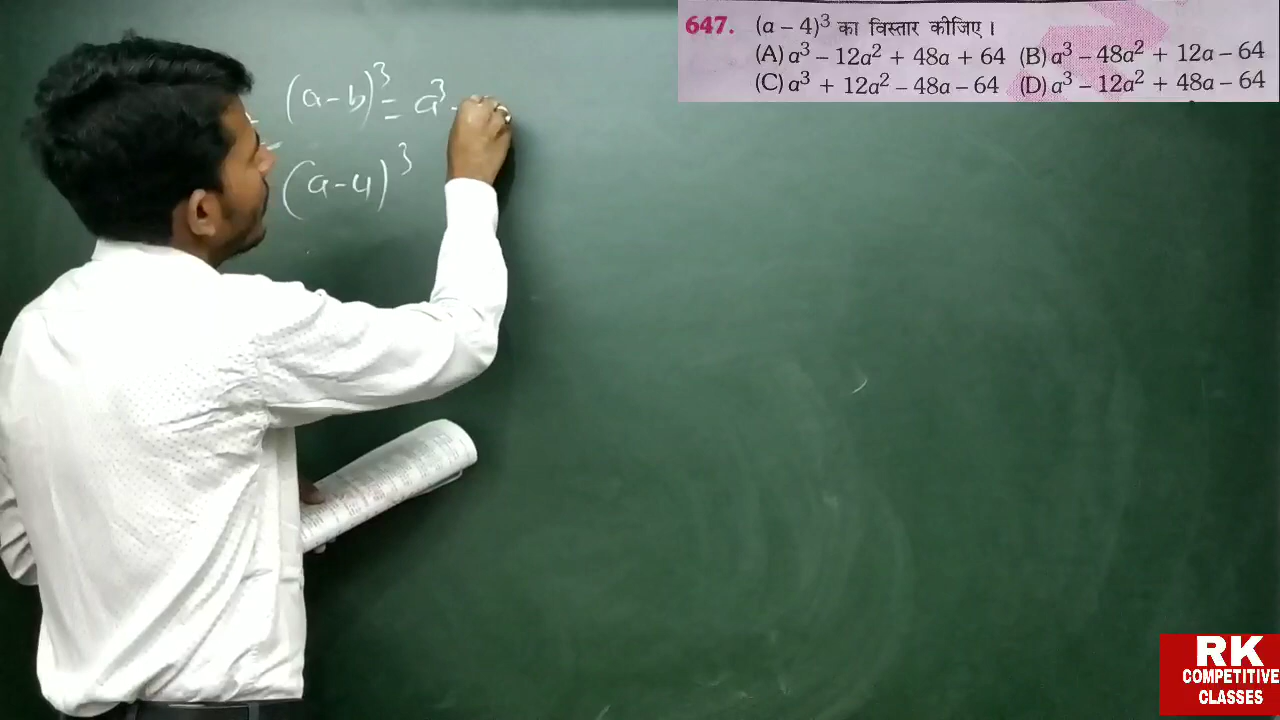 647. (a – 4)³ का विस्तार कीजिए।
(A) a³ – 12a² + 48a + 64 (B) a³ – 48a² + 12a – 64
(C) a³ + 12a² – 48a – 64 (D) a³ – 12a² + 48a – 64
(a-b)³ = a³ -
(a-4)³
RK
COMPETITIVE
CLASSES